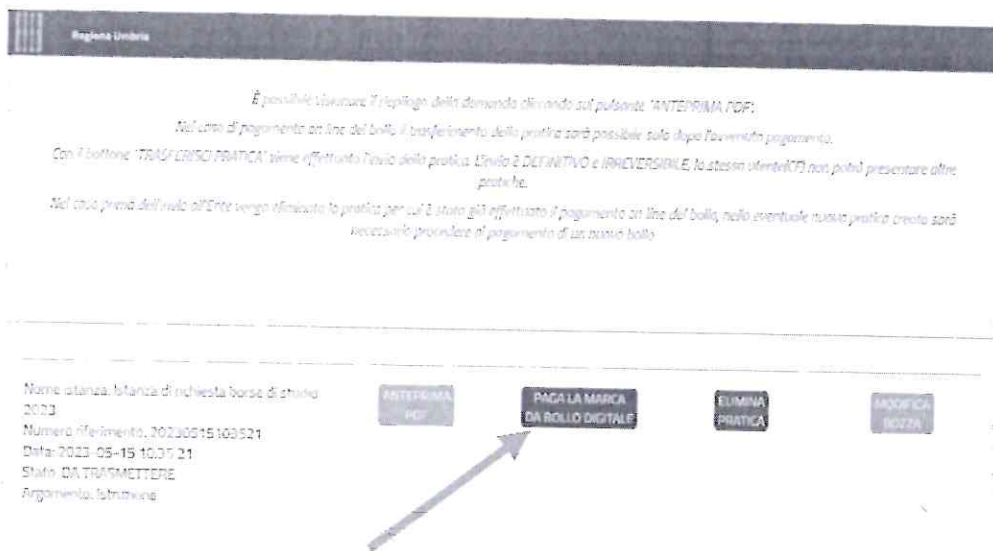 Regione Umbria
È possibile visionare il riepilogo della domanda cliccando sul pulsante "ANTEPRIMA PDF".
Nel caso di pagamento on line del bollo il trasferimento della pratica sarà possibile solo dopo l'avvenuto pagamento.
Con il bottone "TRASFERISCI PRATICA" viene effettuato l'invio della pratica. L'invio è DEFINITIVO e IRREVERSIBILE, lo stesso utente(CF) non potrà presentare altre
pratiche.
Nel caso prima dell'invio all'Ente venga eliminata la pratica per cui è stato già effettuato il pagamento on line del bollo, nella eventuale nuova pratica creata sarà
necessario procedere al pagamento di un nuovo bollo
Nome istanza: Istanza di richiesta borse di studio
2023
Numero riferimento: 20230515103521
Data: 2023-05-15 10:35:21
Stato: DA TRASMETTERE
Argomento: Istruzione
ANTEPRIMA
PDF
PAGA LA MARCA
DA BOLLO DIGITALE
ELIMINA
PRATICA
MODIFICA
BOZZA